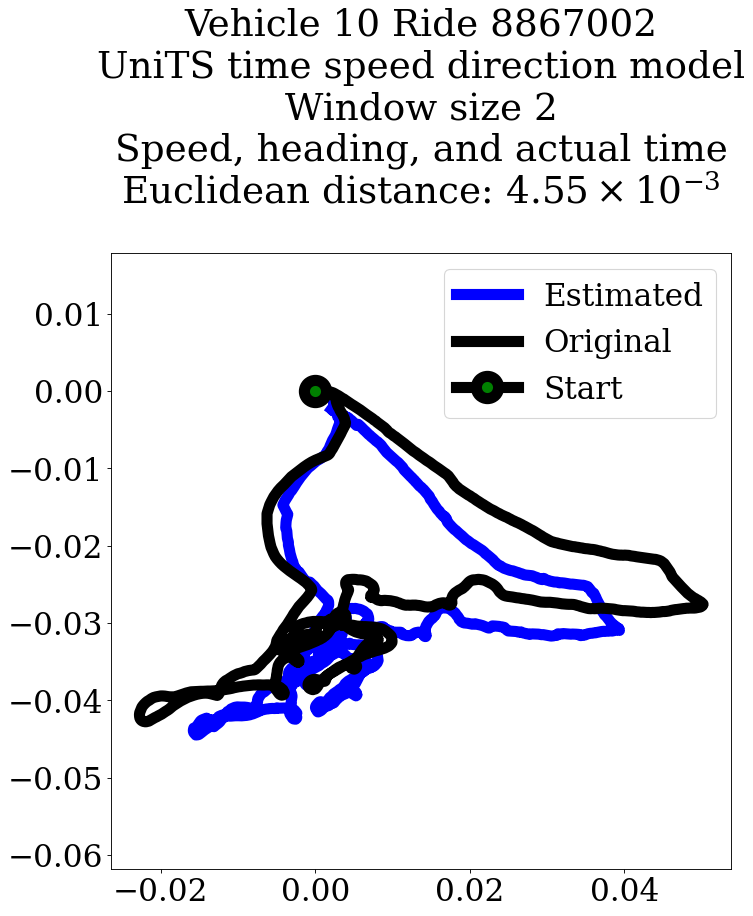 Vehicle 10 Ride 8867002
UniTS time speed direction model
Window size 2
Speed, heading, and actual time
Euclidean distance: 4.55 × 10⁻³
Estimated
Original
Start
0.01
0.00
−0.01
−0.02
−0.03
−0.04
−0.05
−0.06
−0.02 0.00 0.02 0.04